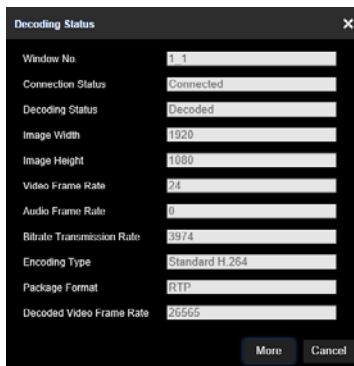 Decoding Status
Window No. 1_1
Connection Status Connected
Decoding Status Decoded
Image Width 1920
Image Height 1080
Video Frame Rate 24
Audio Frame Rate 0
Bitrate Transmission Rate 3974
Encoding Type Standard H.264
Package Format RTP
Decoded Video Frame Rate 26565
More Cancel